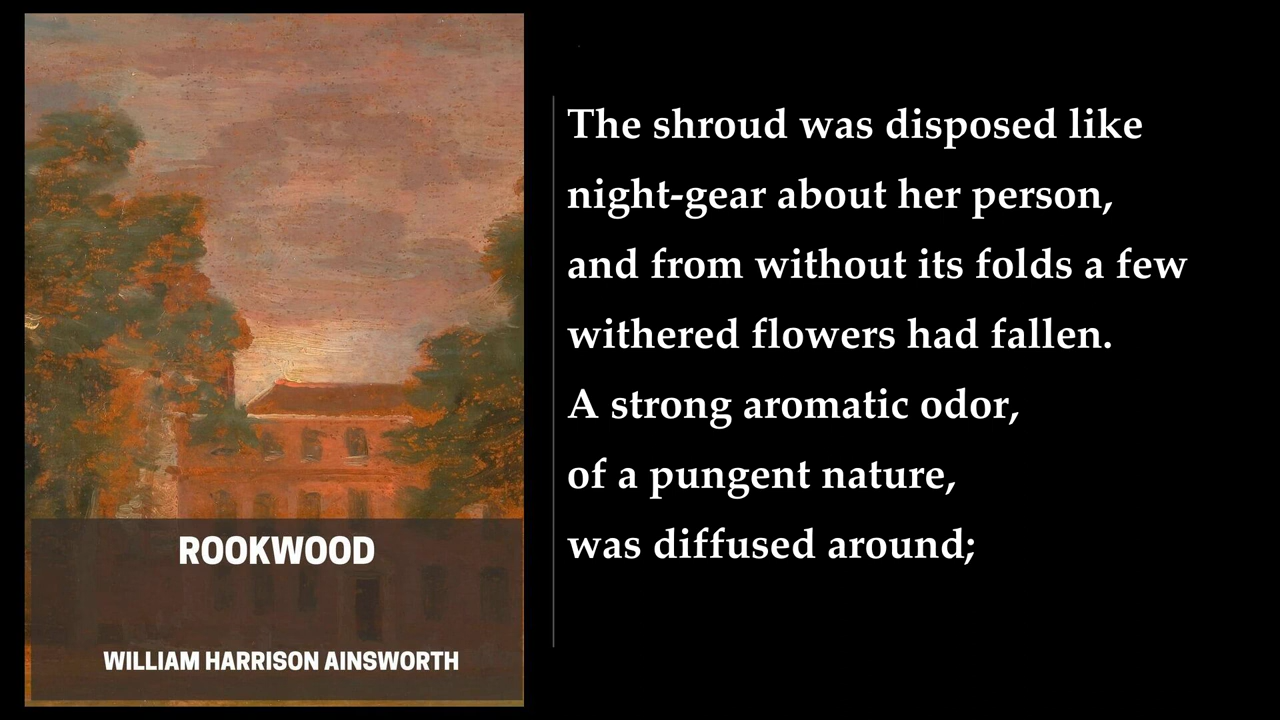 ROOKWOOD
WILLIAM HARRISON AINSWORTH
The shroud was disposed like
night-gear about her person,
and from without its folds a few
withered flowers had fallen.
A strong aromatic odor,
of a pungent nature,
was diffused around;